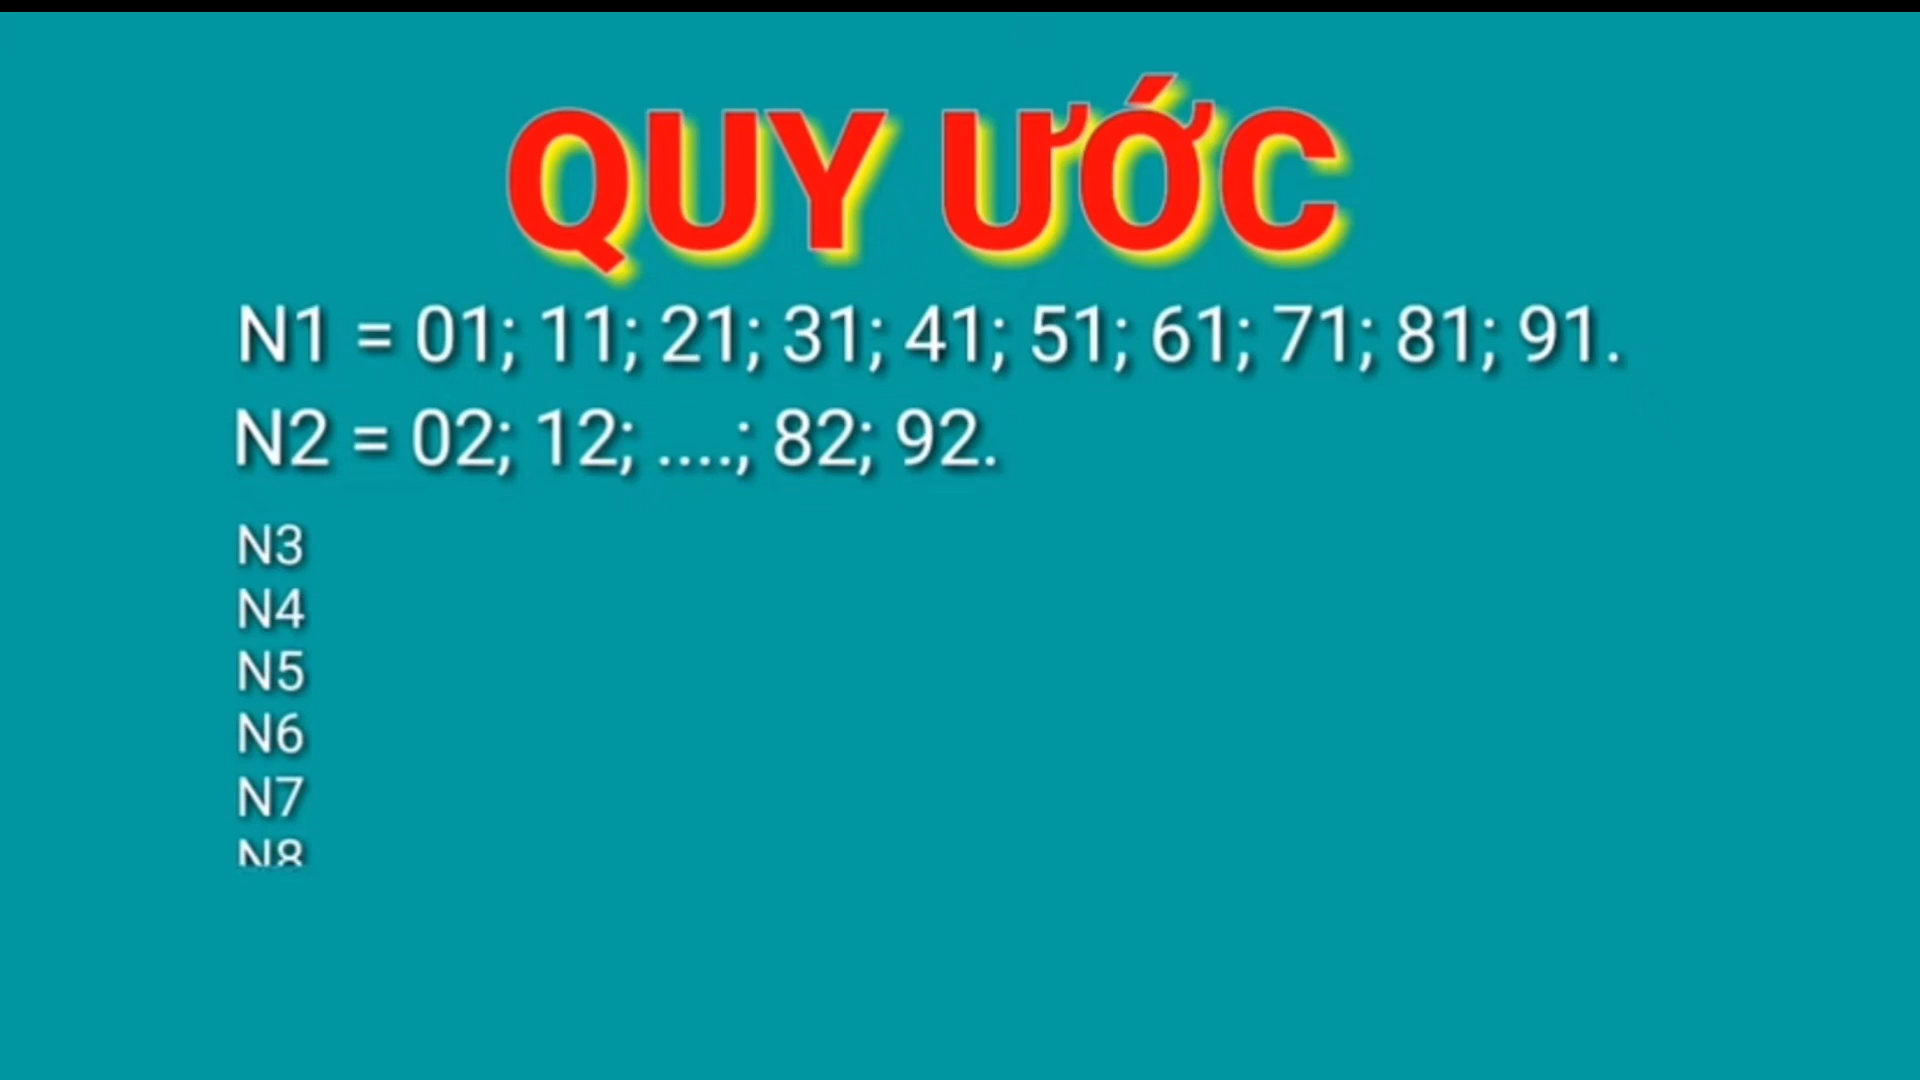 QUY ƯỚC
N1 = 01; 11; 21; 31; 41; 51; 61; 71; 81; 91.
N2 = 02; 12; ....; 82; 92.
N3
N4
N5
N6
N7
N8